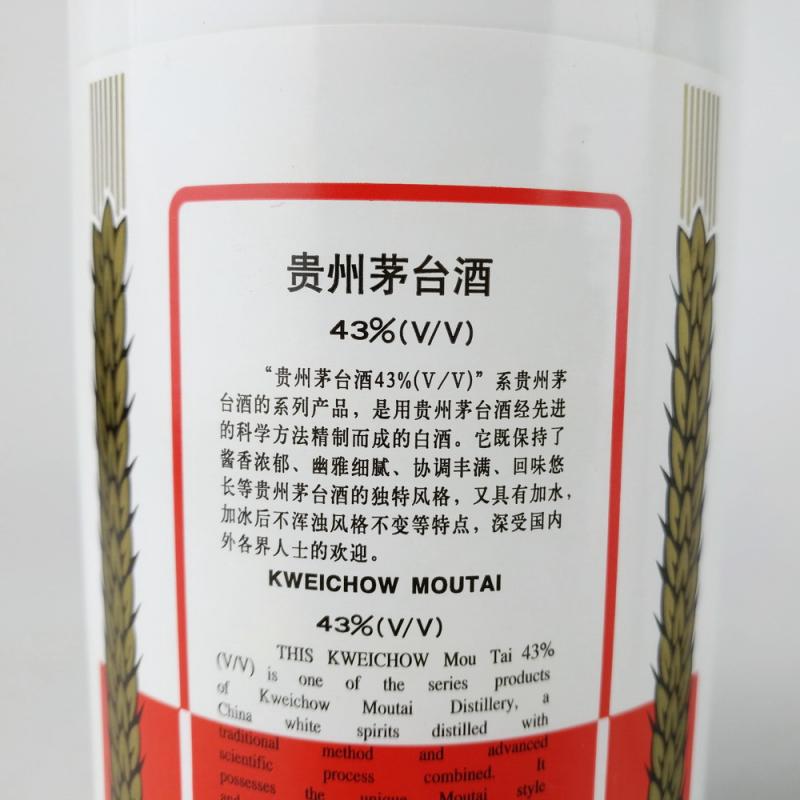 贵州茅台酒
43%(V/V)
“贵州茅台酒43%(V/V)”系贵州茅
台酒的系列产品，是用贵州茅台酒经先进
的科学方法精制而成的白酒。它既保持了
酱香浓郁、幽雅细腻、协调丰满、回味悠
长等贵州茅台酒的独特风格，又具有加水，
加冰后不浑浊风格不变等特点，深受国内
外各界人士的欢迎。
KWEICHOW MOUTAI
43%(V/V)
THIS KWEICHOW Mou Tai 43%
(V/V) is one of the series products
of Kweichow Moutai Distillery, a
China white spirits distilled with
traditional method and advanced
scientific process combined. It
possesses the unique Moutai style
and